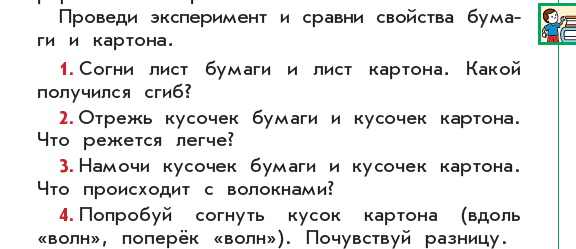 Проведи эксперимент и сравни свойства бума-
ги и картона.
1. Согни лист бумаги и лист картона. Какой
получился сгиб?
2. Отрежь кусочек бумаги и кусочек картона.
Что режется легче?
3. Намочи кусочек бумаги и кусочек картона.
Что происходит с волокнами?
4. Попробуй согнуть кусок картона (вдоль
«волн», поперёк «волн»). Почувствуй разницу.